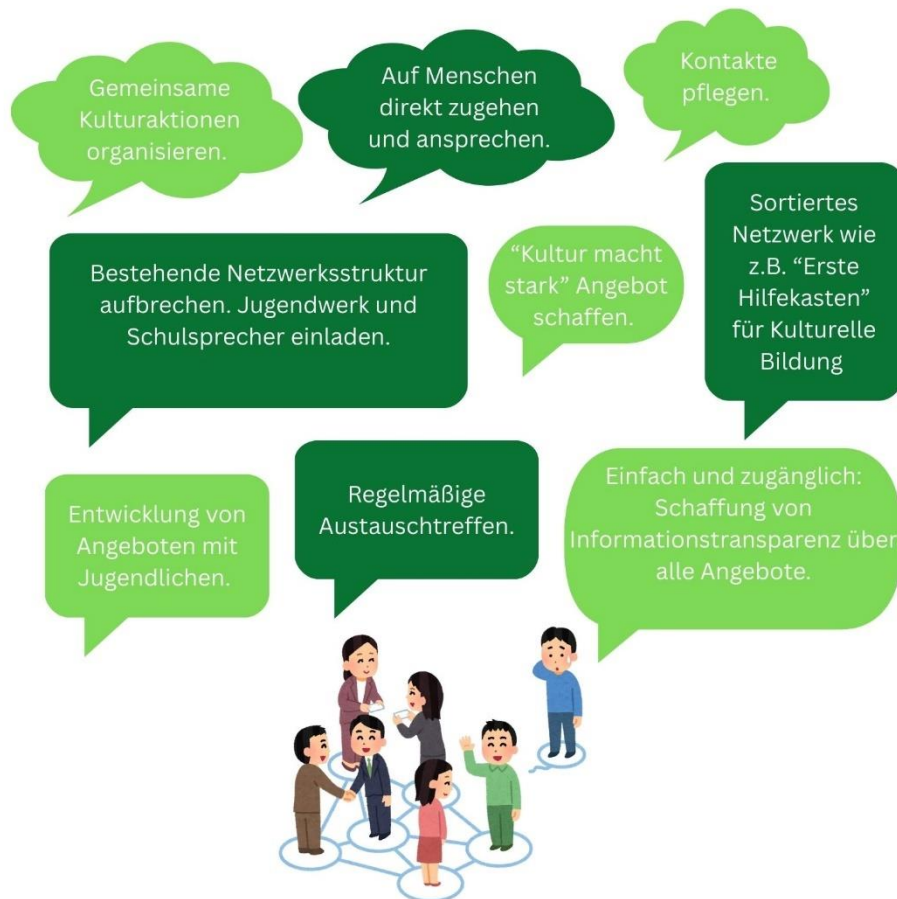 Gemeinsame
Kulturaktionen
organisieren.
Auf Menschen
direkt zugehen
und ansprechen.
Kontakte
pflegen.
Bestehende Netzwerksstruktur
aufbrechen. Jugendwerk und
Schulsprecher einladen.
“Kultur macht
stark” Angebot
schaffen.
Sortiertes
Netzwerk wie
z.B. “Erste
Hilfekasten”
für Kulturelle
Bildung
Entwicklung von
Angeboten mit
Jugendlichen.
Regelmäßige
Austauschtreffen.
Einfach und zugänglich:
Schaffung von
Informationstransparenz über
alle Angebote.